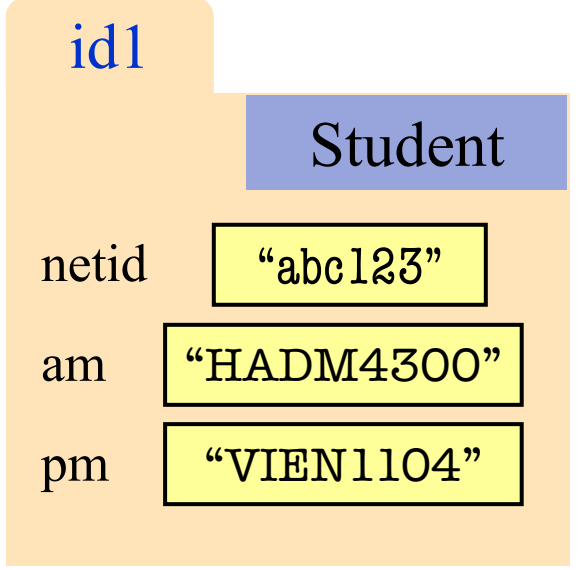 id1
Student
netid “abc123”
am “HADM4300”
pm “VIEN1104”